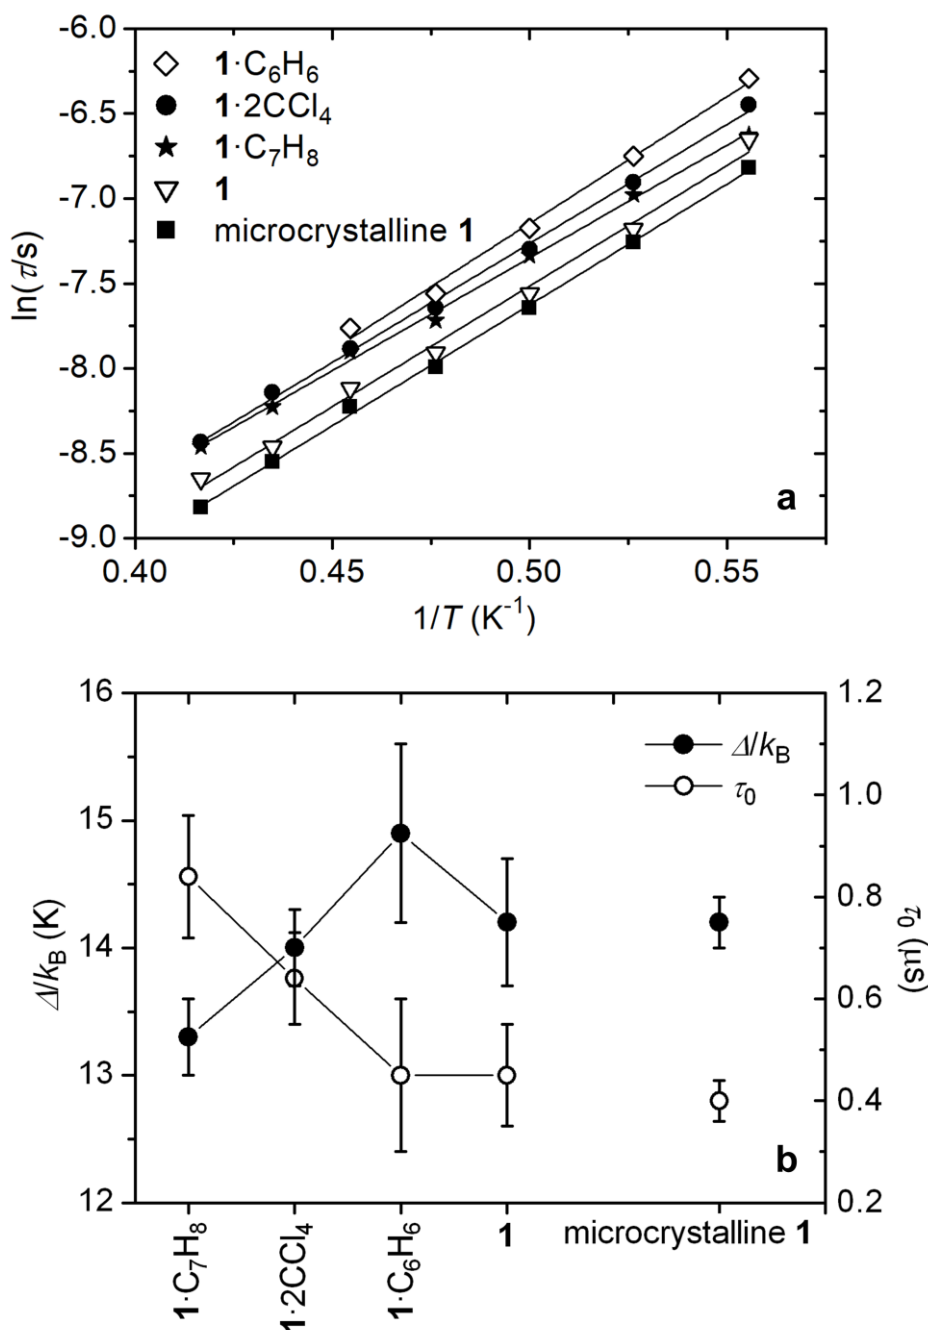 -6.0
-6.5
-7.0
-7.5
-8.0
-8.5
-9.0
ln(τ/s)
1·C₆H₆
1·2CCl₄
1·C₇H₈
1
microcrystalline 1
a
0.40 0.45 0.50 0.55
1/T (K⁻¹)
16
15
14
13
12
Δ/k_B (K)
Δ/k_B
τ₀
1.2
1.0
0.8
0.6
0.4
0.2
τ₀ (μs)
b
1·C₇H₈
1·2CCl₄
1·C₆H₆
1
microcrystalline 1